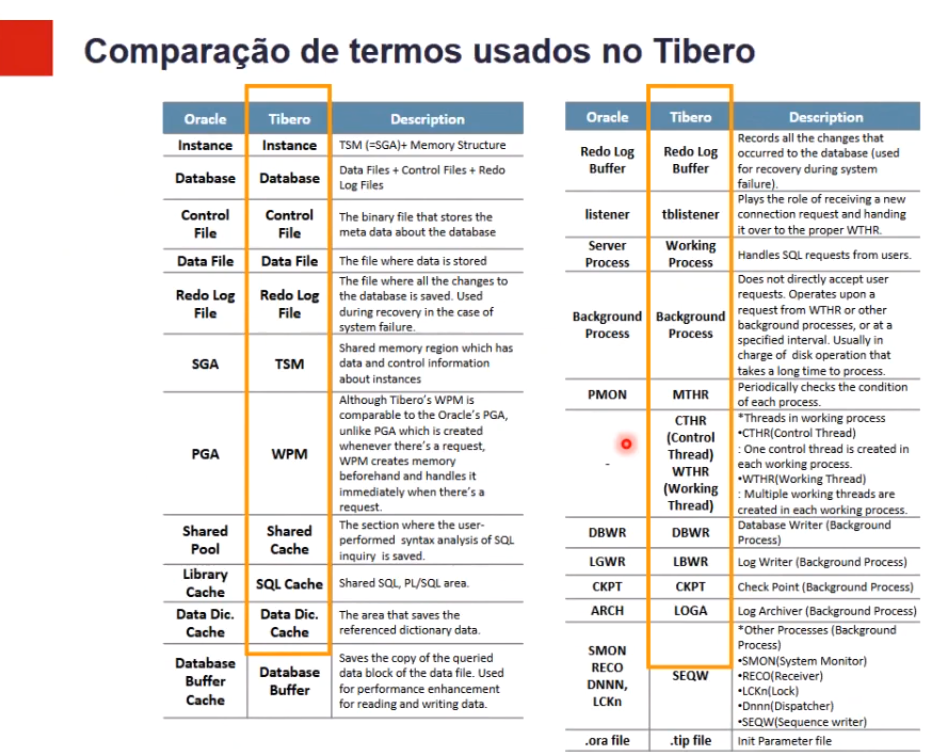 Comparação de termos usados no Tibero
Oracle Tibero Description
Instance Instance TSM (=SGA)+ Memory Structure
Database Database Data Files + Control Files + Redo
Log Files
Control
File
Control
File
The binary file that stores the
meta data about the database
Data File Data File The file where data is stored
Redo Log
File
Redo Log
File
The file where all the changes to
the database is saved. Used
during recovery in the case of
system failure.
SGA TSM
Shared memory region which has
data and control information
about instances
PGA WPM
Although Tibero's WPM is
comparable to the Oracle's PGA,
unlike PGA which is created
whenever there's a request,
WPM creates memory
beforehand and handles it
immediately when there's a
request.
Shared
Pool
Shared
Cache
The section where the user-
performed syntax analysis of SQL
inquiry is saved.
Library
Cache
SQL Cache Shared SQL, PL/SQL area.
Data Dic.
Cache
Data Dic.
Cache
The area that saves the
referenced dictionary data.
Database
Buffer
Cache
Database
Buffer
Saves the copy of the queried
data block of the data file. Used
for performance enhancement
for reading and writing data.
Oracle Tibero Description
Redo Log
Buffer
Redo Log
Buffer
Records all the changes that
occurred to the database (used
for recovery during system
failure).
listener tblistener
Plays the role of receiving a new
connection request and handing
it over to the proper WTHR.
Server
Process
Working
Process
Handles SQL requests from users.
Background
Process
Background
Process
Does not directly accept user
requests. Operates upon a
request from WTHR or other
background processes, or at a
specified interval. Usually in
charge of disk operation that
takes a long time to process.
PMON MTHR
Periodically checks the condition
of each process.
-
CTHR
(Control
Thread)
WTHR
(Working
Thread)
*Threads in working process
•CTHR(Control Thread)
: One control thread is created in
each working process.
•WTHR(Working Thread)
: Multiple working threads are
created in each working process.
DBWR DBWR
Database Writer (Background
Process)
LGWR LBWR Log Writer (Background Process)
CKPT CKPT Check Point (Background Process)
ARCH LOGA Log Archiver (Background Process)
SMON
RECO
DNNN,
LCKn
SEQW
*Other Processes (Background
Process)
•SMON(System Monitor)
•RECO(Receiver)
•LCKn(Lock)
•Dnnn(Dispatcher)
•SEQW(Sequence writer)
.ora file .tip file Init Parameter file